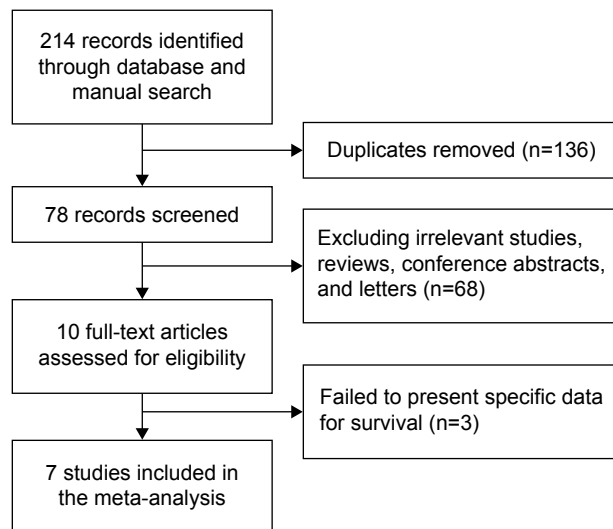 214 records identified
through database and
manual search
Duplicates removed (n=136)
78 records screened
Excluding irrelevant studies,
reviews, conference abstracts,
and letters (n=68)
10 full-text articles
assessed for eligibility
Failed to present specific data
for survival (n=3)
7 studies included in
the meta-analysis